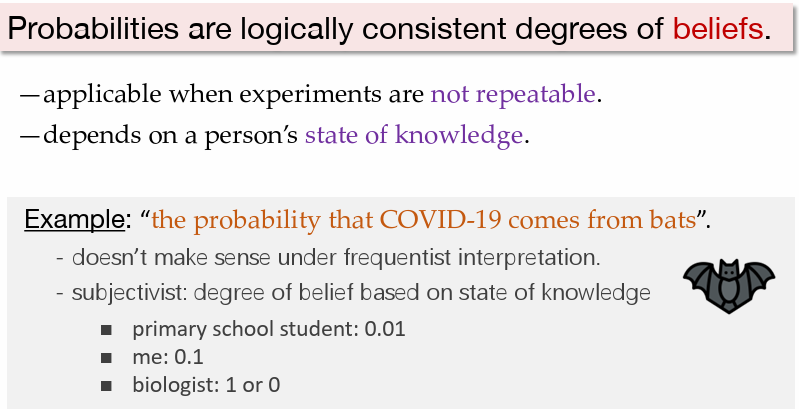 Probabilities are logically consistent degrees of beliefs.
—applicable when experiments are not repeatable.
—depends on a person’s state of knowledge.
Example: “the probability that COVID-19 comes from bats”.
- doesn’t make sense under frequentist interpretation.
- subjectivist: degree of belief based on state of knowledge
▪ primary school student: 0.01
▪ me: 0.1
▪ biologist: 1 or 0